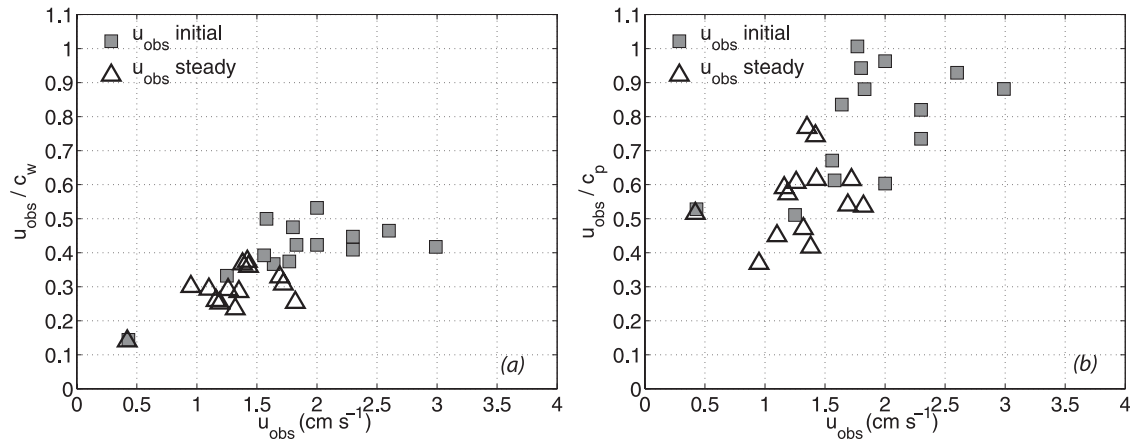 1.1
1
0.9
0.8
0.7
0.6
0.5
0.4
0.3
0.2
0.1
0
u_obs / c_w
u_obs initial
u_obs steady
(a)
0 0.5 1 1.5 2 2.5 3 3.5 4
u_obs (cm s⁻¹)
1.1
1
0.9
0.8
0.7
0.6
0.5
0.4
0.3
0.2
0.1
0
u_obs / c_p
u_obs initial
u_obs steady
(b)
0 0.5 1 1.5 2 2.5 3 3.5 4
u_obs (cm s⁻¹)